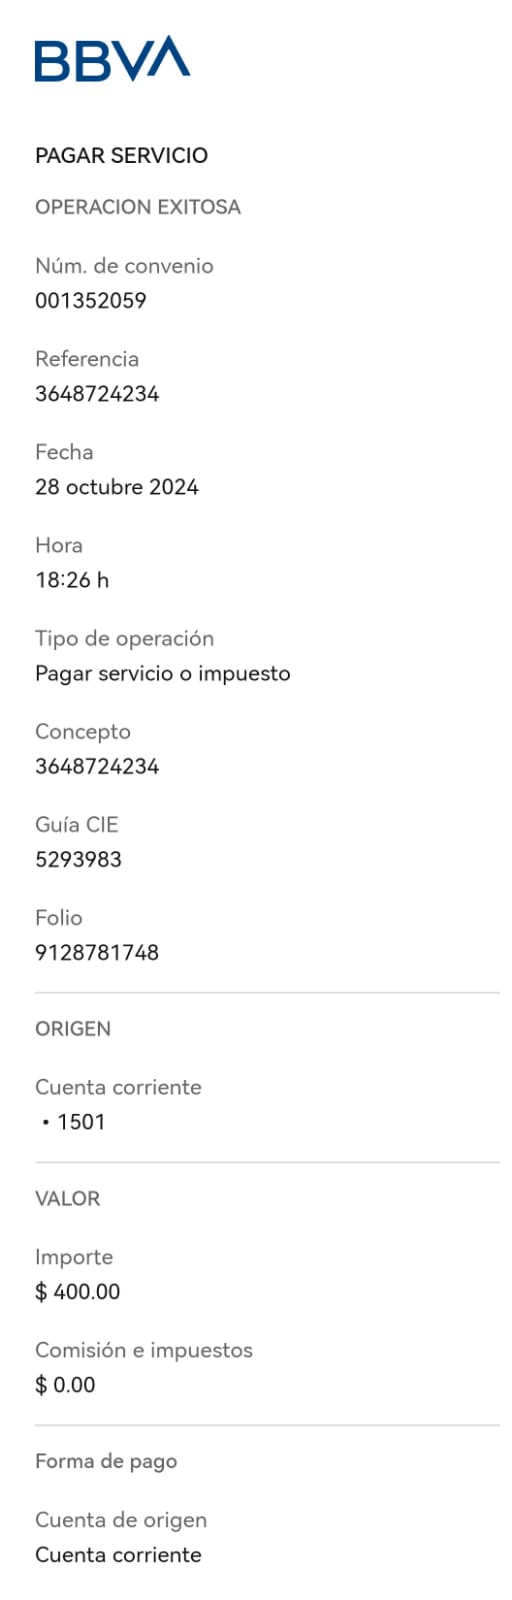 BBVA
PAGAR SERVICIO
OPERACION EXITOSA
Núm. de convenio
001352059
Referencia
3648724234
Fecha
28 octubre 2024
Hora
18:26 h
Tipo de operación
Pagar servicio o impuesto
Concepto
3648724234
Guía CIE
5293983
Folio
9128781748
ORIGEN
Cuenta corriente
• 1501
VALOR
Importe
$ 400.00
Comisión e impuestos
$ 0.00
Forma de pago
Cuenta de origen
Cuenta corriente